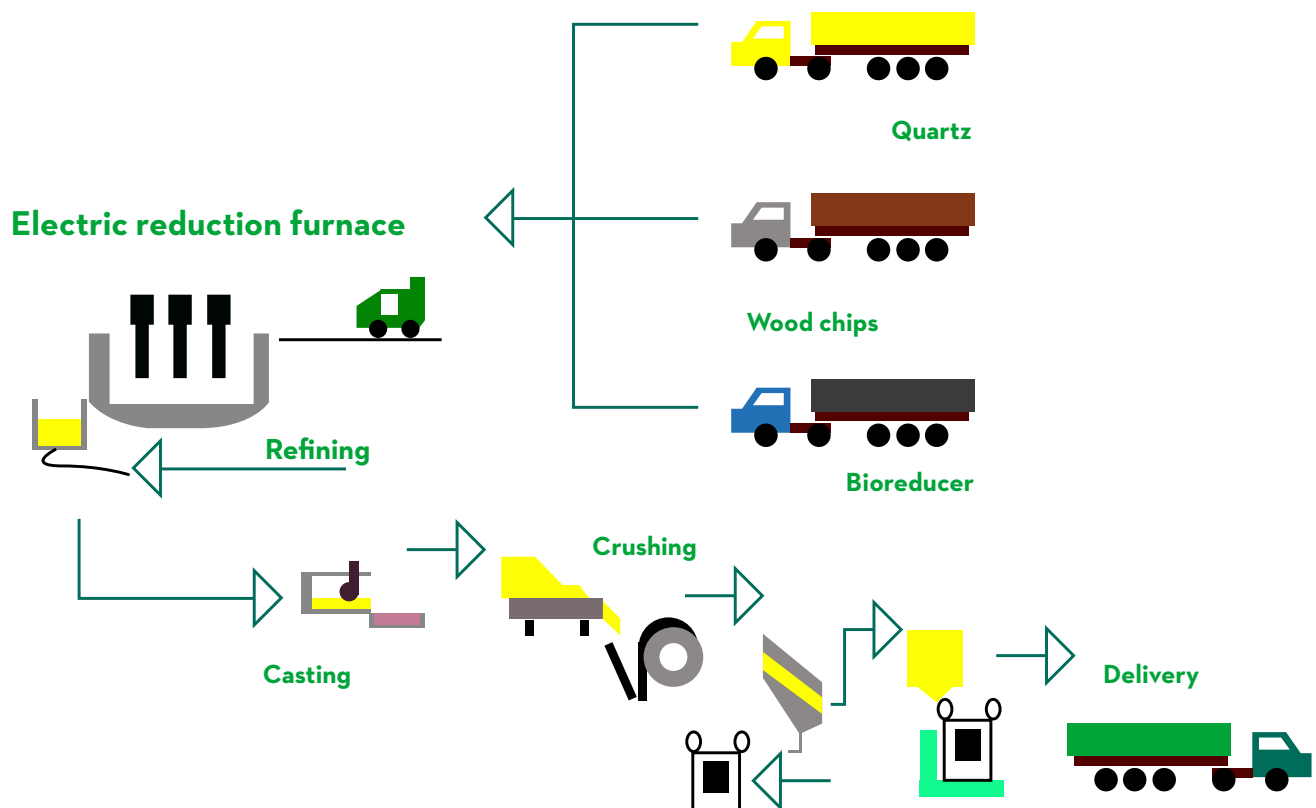 Quartz
Electric reduction furnace
Wood chips
Refining
Bioreducer
Crushing
Casting
Delivery